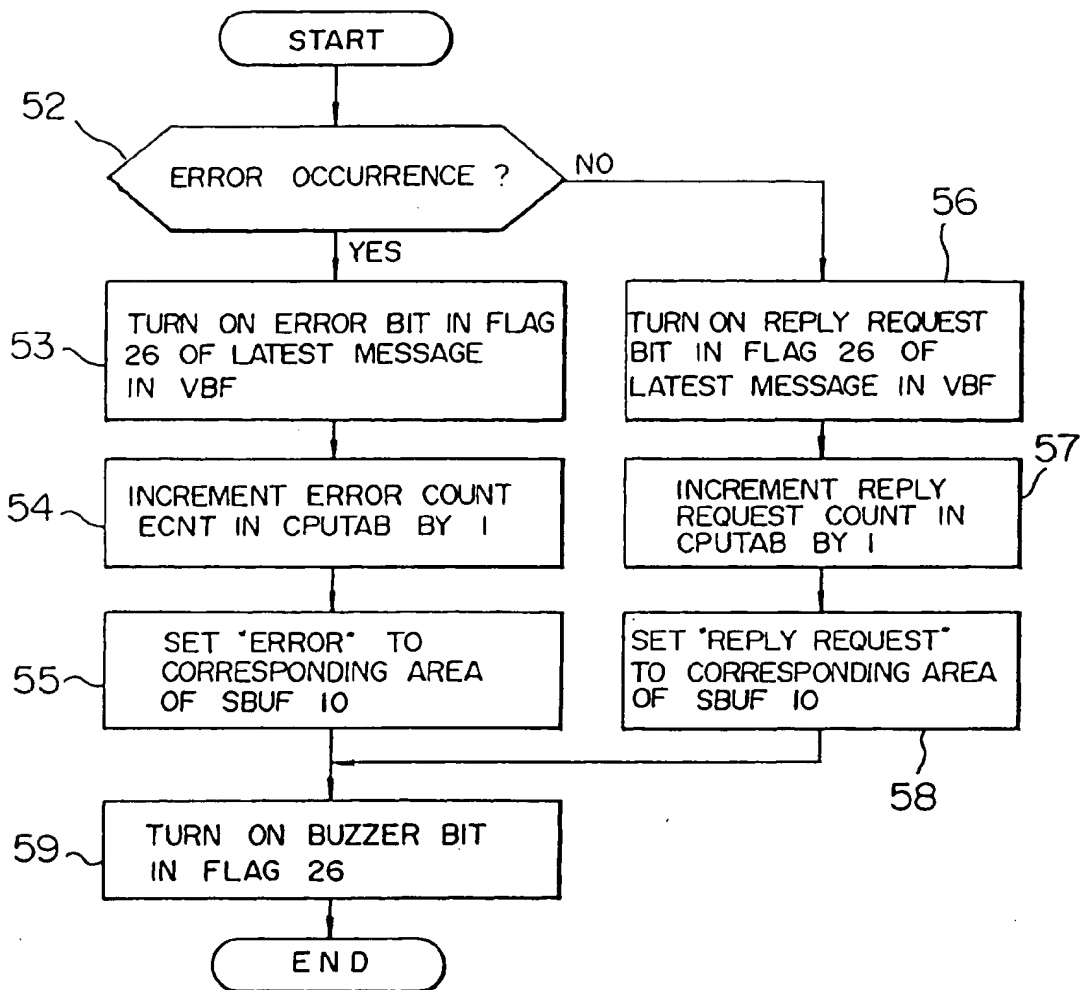 START
52
ERROR OCCURRENCE ?
NO
YES
53
TURN ON ERROR BIT IN FLAG
26 OF LATEST MESSAGE
IN VBF
56
TURN ON REPLY REQUEST
BIT IN FLAG 26 OF
LATEST MESSAGE IN VBF
54
INCREMENT ERROR COUNT
ECNT IN CPUTAB BY 1
57
INCREMENT REPLY
REQUEST COUNT IN
CPUTAB BY 1
55
SET "ERROR" TO
CORRESPONDING AREA
OF SBUF 10
SET "REPLY REQUEST"
TO CORRESPONDING AREA
OF SBUF 10
58
59
TURN ON BUZZER BIT
IN FLAG 26
END